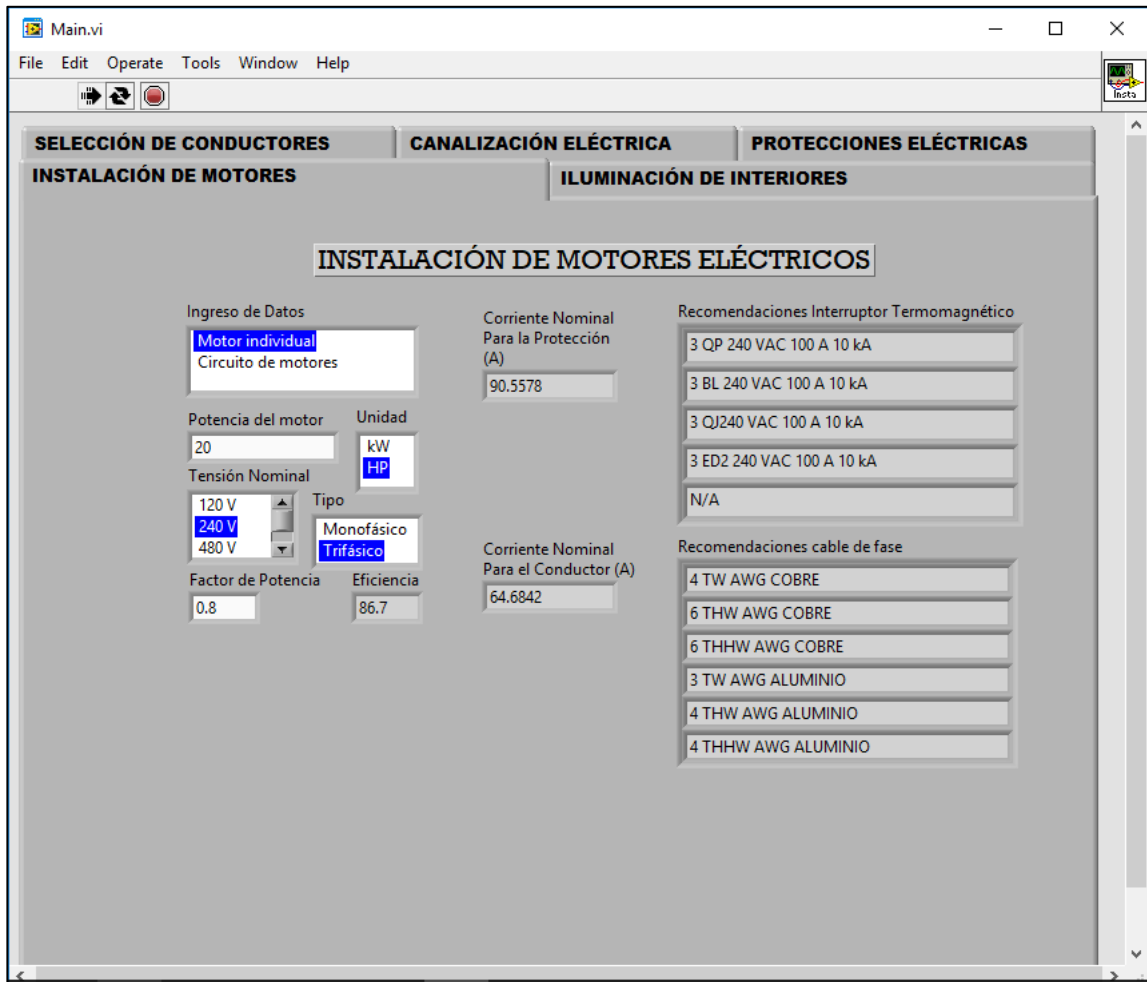 Main.vi
File Edit Operate Tools Window Help
Insta
SELECCIÓN DE CONDUCTORES
CANALIZACIÓN ELÉCTRICA
PROTECCIONES ELÉCTRICAS
INSTALACIÓN DE MOTORES
ILUMINACIÓN DE INTERIORES
INSTALACIÓN DE MOTORES ELÉCTRICOS
Ingreso de Datos
Motor individual
Circuito de motores
Potencia del motor
20
Unidad
kW
HP
Tensión Nominal
120 V
240 V
480 V
Tipo
Monofásico
Trifásico
Factor de Potencia
0.8
Eficiencia
86.7
Corriente Nominal
Para la Protección
(A)
90.5578
Corriente Nominal
Para el Conductor (A)
64.6842
Recomendaciones Interruptor Termomagnético
3 QP 240 VAC 100 A 10 kA
3 BL 240 VAC 100 A 10 kA
3 QJ240 VAC 100 A 10 kA
3 ED2 240 VAC 100 A 10 kA
N/A
Recomendaciones cable de fase
4 TW AWG COBRE
6 THW AWG COBRE
6 THHW AWG COBRE
3 TW AWG ALUMINIO
4 THW AWG ALUMINIO
4 THHW AWG ALUMINIO